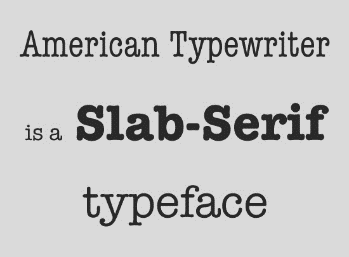 American Typewriter
is a Slab-Serif
typeface